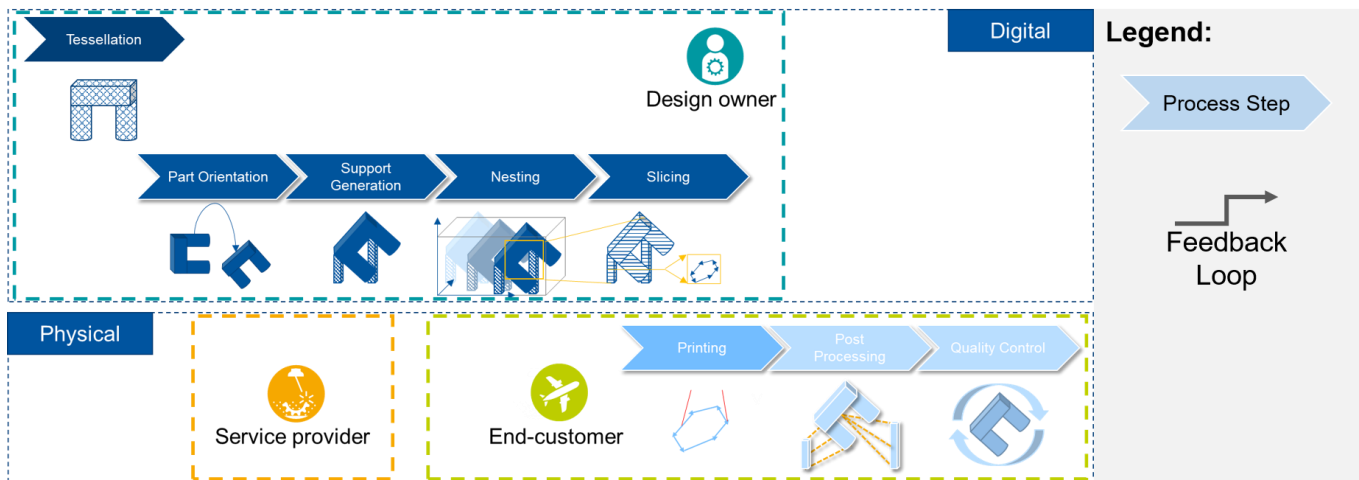 Tessellation
Digital
Design owner
Part Orientation
Support
Generation
Nesting
Slicing
Physical
Service provider
End-customer
Printing
Post
Processing
Quality Control
Legend:
Process Step
Feedback
Loop